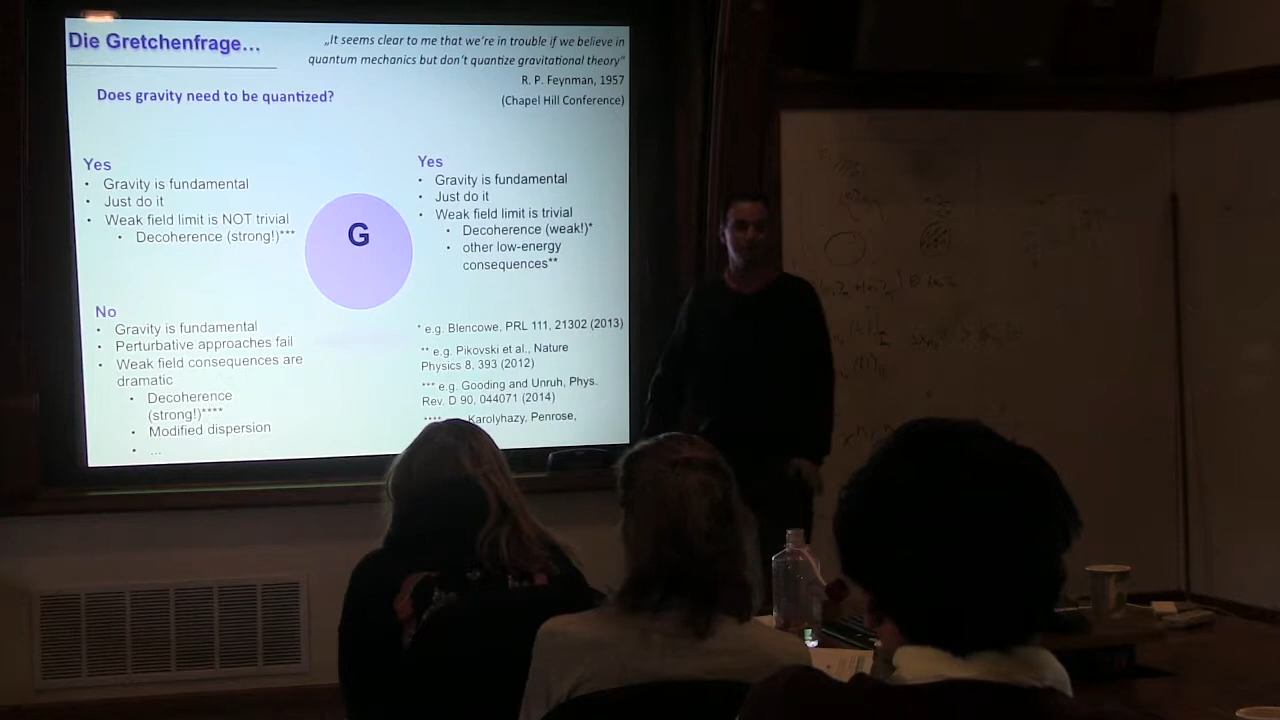 Die Gretchenfrage...
„It seems clear to me that we're in trouble if we believe in
quantum mechanics but don't quantize gravitational theory"
R. P. Feynman, 1957
(Chapel Hill Conference)
Does gravity need to be quantized?
Yes
• Gravity is fundamental
• Just do it
• Weak field limit is NOT trivial
• Decoherence (strong!)***
G
Yes
• Gravity is fundamental
• Just do it
• Weak field limit is trivial
• Decoherence (weak!)*
• other low-energy
consequences**
No
• Gravity is fundamental
• Perturbative approaches fail
• Weak field consequences are
dramatic
• Decoherence
(strong!)****
• Modified dispersion
• ...
* e.g. Blencowe, PRL 111, 21302 (2013)
** e.g. Pikovski et al., Nature
Physics 8, 393 (2012)
*** e.g. Gooding and Unruh, Phys.
Rev. D 90, 044071 (2014)
**** Karolyhazy, Penrose,